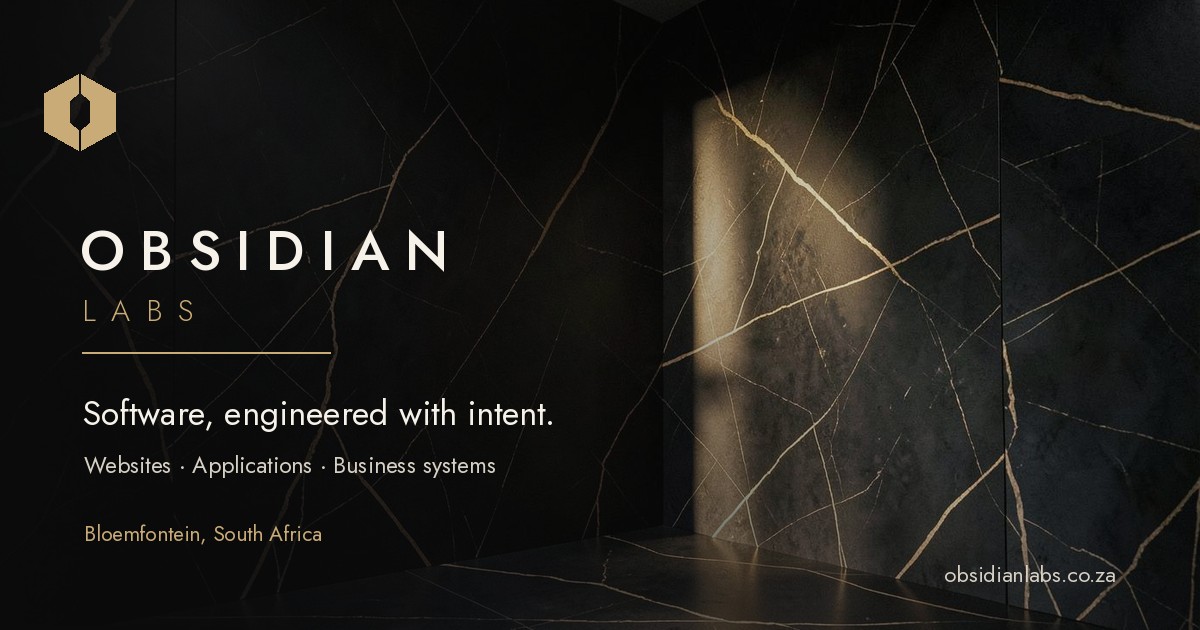 OBSIDIAN
LABS
Software, engineered with intent.
Websites · Applications · Business systems
Bloemfontein, South Africa
obsidianlabs.co.za